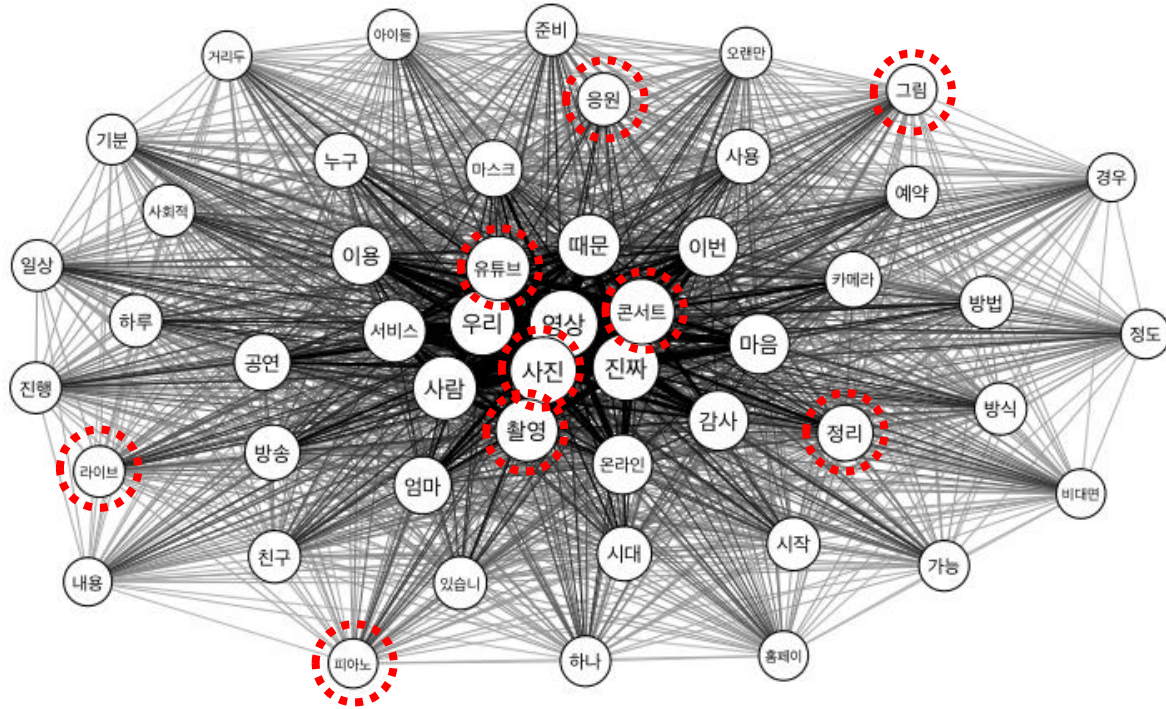 준비
아이들
오랜만
거리두
응원
그림
기분
누구
마스크
사용
경우
예약
사회적
때문
이번
이용
유튜브
일상
카메라
방법
콘서트
하루
서비스
우리
영상
정도
마음
공연
사진
진짜
진행
사람
방식
감사
촬영
정리
방송
온라인
라이브
엄마
비대면
시작
시대
친구
가능
내용
있습니
홈페이
하나
피아노